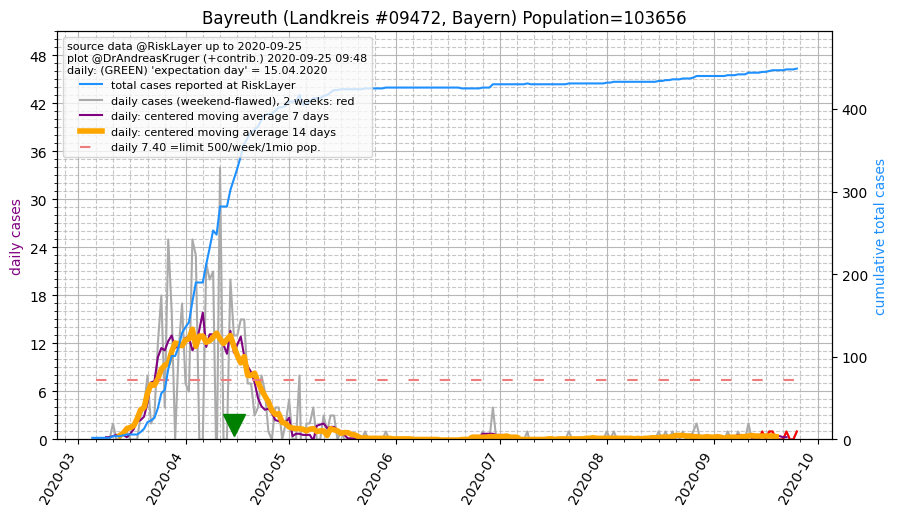 Bayreuth (Landkreis #09472, Bayern) Population=103656
source data @RiskLayer up to 2020-09-25
plot @DrAndreasKruger (+contrib.) 2020-09-25 09:48
daily: (GREEN) 'expectation day' = 15.04.2020
total cases reported at RiskLayer
daily cases (weekend-flawed), 2 weeks: red
daily: centered moving average 7 days
daily: centered moving average 14 days
daily 7.40 =limit 500/week/1mio pop.
daily cases
48
42
36
30
24
18
12
6
0
cumulative total cases
400
300
200
100
0
2020-03
2020-04
2020-05
2020-06
2020-07
2020-08
2020-09
2020-10